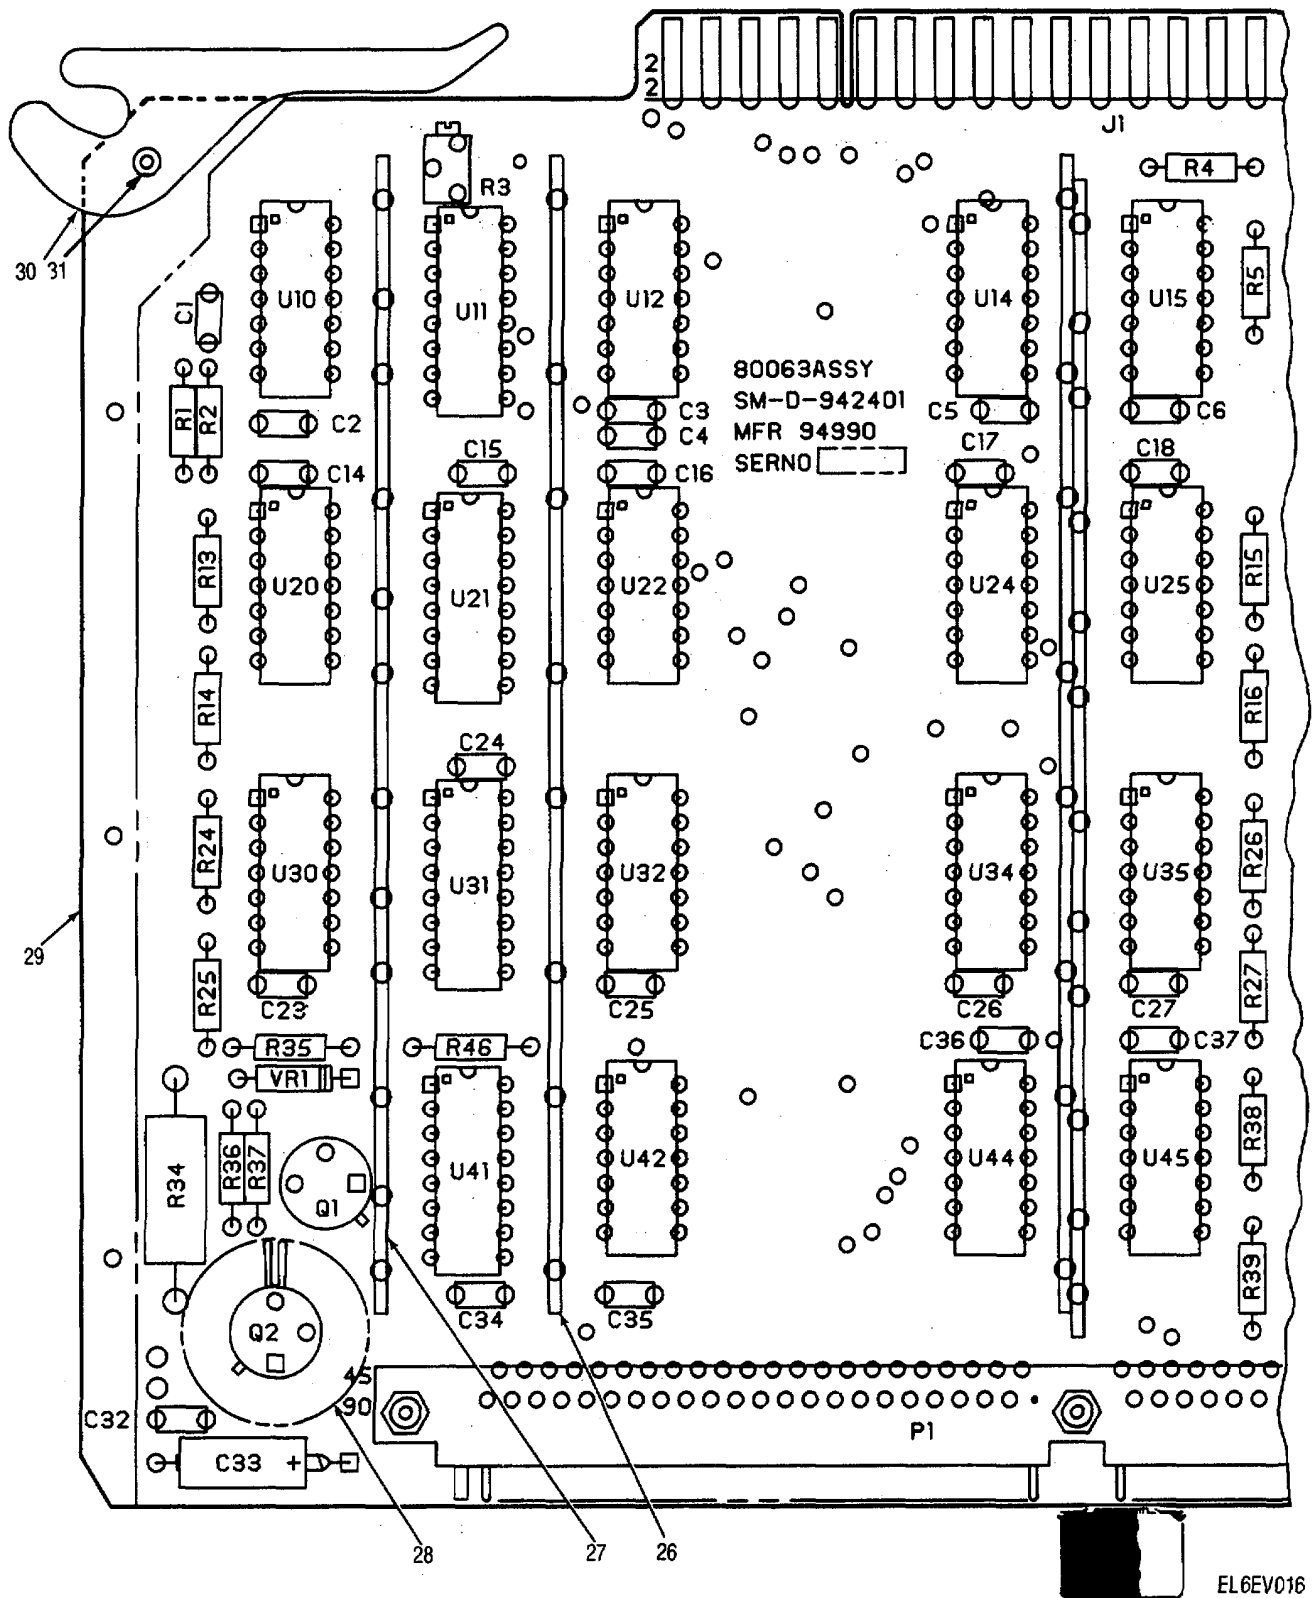 2
2
J1
R4
R3
30 31
U10
U11
U12
U14
U15
R5
C1
80063ASSY
SM-D-942401
MFR 94990
SERNO
R1
R2
C2
C3
C4
C5
C6
C14
C15
C16
C17
C18
R13
U20
U21
U22
U24
U25
R15
R14
R16
C24
R24
U30
U31
U32
U34
U35
R26
29
R25
C23
C25
C26
C27
R27
R35
R46
C36
C37
VR1
R34
R36
R37
Q1
U41
U42
U44
U45
R38
Q2
C34
C35
R39
45
90
C32
P1
C33 +
28
27
26
EL6EV016